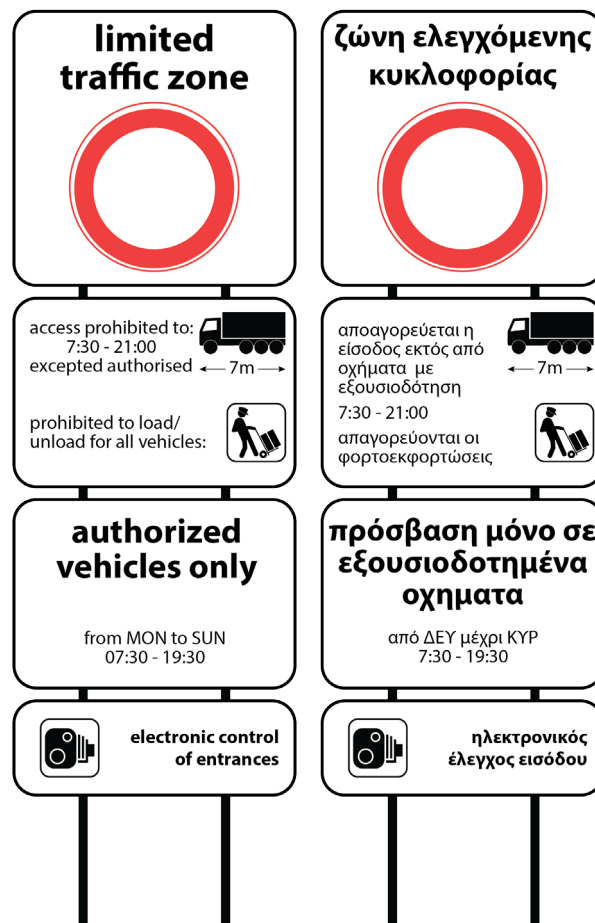 limited
traffic zone
access prohibited to:
7:30 - 21:00
excepted authorised
7m
prohibited to load/
unload for all vehicles:
authorized
vehicles only
from MON to SUN
07:30 - 19:30
electronic control
of entrances
ζώνη ελεγχόμενης
κυκλοφορίας
αποαγορεύεται η
είσοδος εκτός από
οχήματα με
εξουσιοδότηση
7m
7:30 - 21:00
απαγορεύονται οι
φορτοεκφορτώσεις
πρόσβαση μόνο σε
εξουσιοδοτημένα
οχηματα
από ΔΕΥ μέχρι ΚΥΡ
7:30 - 19:30
ηλεκτρονικός
έλεγχος εισόδου